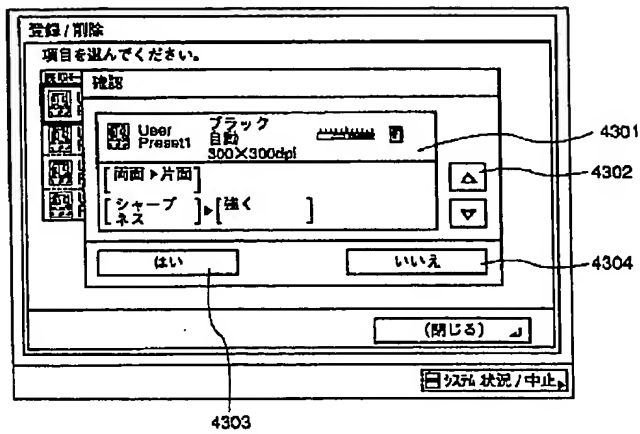 登録/削除
項目を選んでください。
確認
User Preset1
ブラック
自動
300×300dpi
[両面▶片面]
[シャープネス]▶[強く]
はい
いいえ
(閉じる)
システム状況/中止
4301
4302
4304
4303